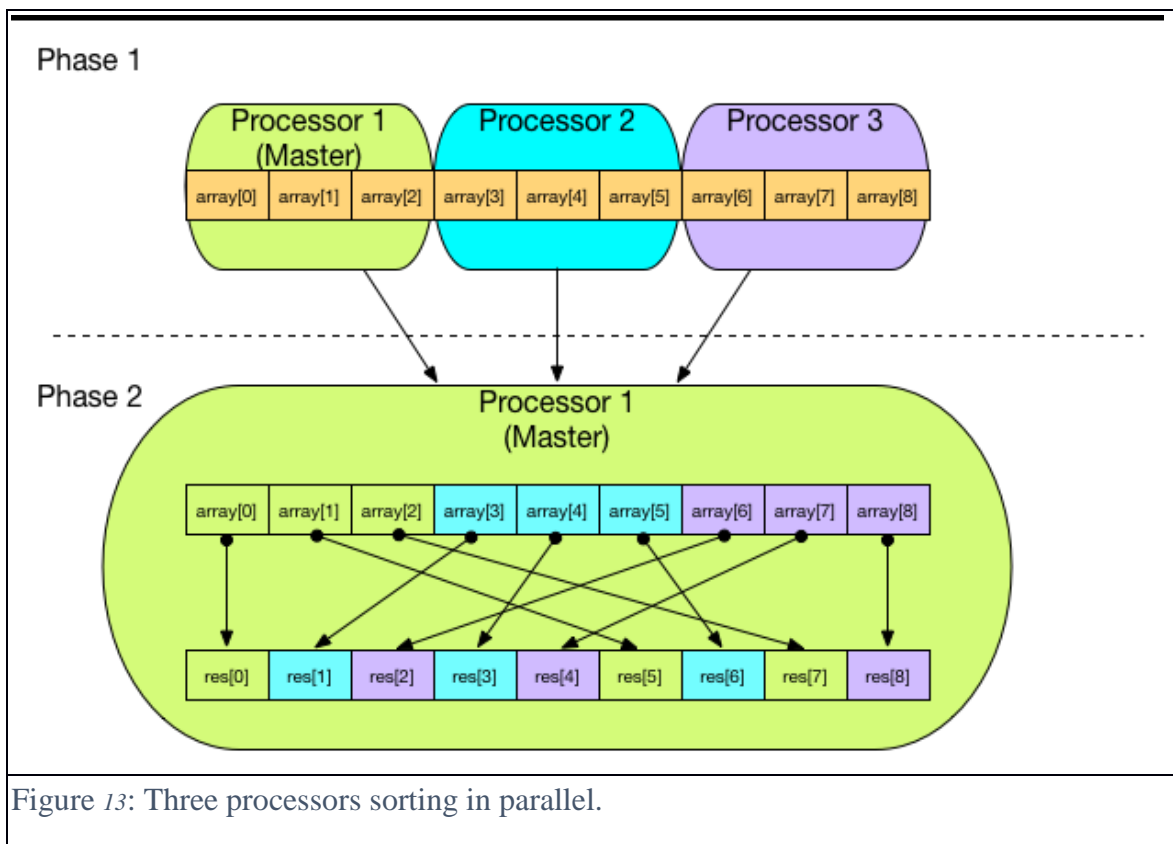 Phase 1
Processor 1
(Master)
Processor 2
Processor 3
array[0] array[1] array[2] array[3] array[4] array[5] array[6] array[7] array[8]
Phase 2
Processor 1
(Master)
array[0] array[1] array[2] array[3] array[4] array[5] array[6] array[7] array[8]
res[0] res[1] res[2] res[3] res[4] res[5] res[6] res[7] res[8]
Figure 13: Three processors sorting in parallel.